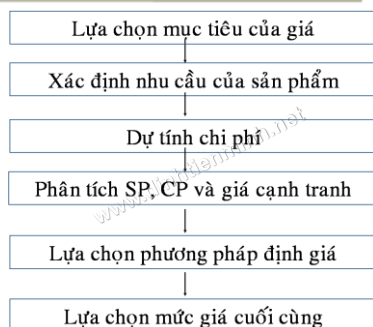 Lựa chọn mục tiêu của giá
Xác định nhu cầu của sản phẩm
Dự tính chi phí
Phân tích SP, CP và giá cạnh tranh
Lựa chọn phương pháp định giá
Lựa chọn mức giá cuối cùng